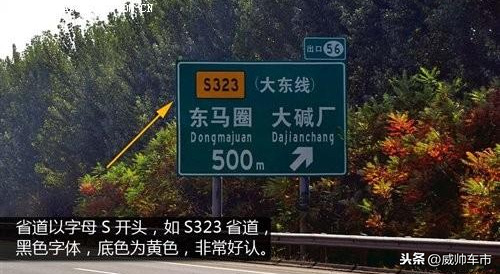 出口 56
S323 (大东线)
东马圈 大碱厂
Dongmajuan Dajianchang
500m
省道以字母 S 开头，如 S323 省道，
黑色字体，底色为黄色，非常好认。
头条@威帅车市